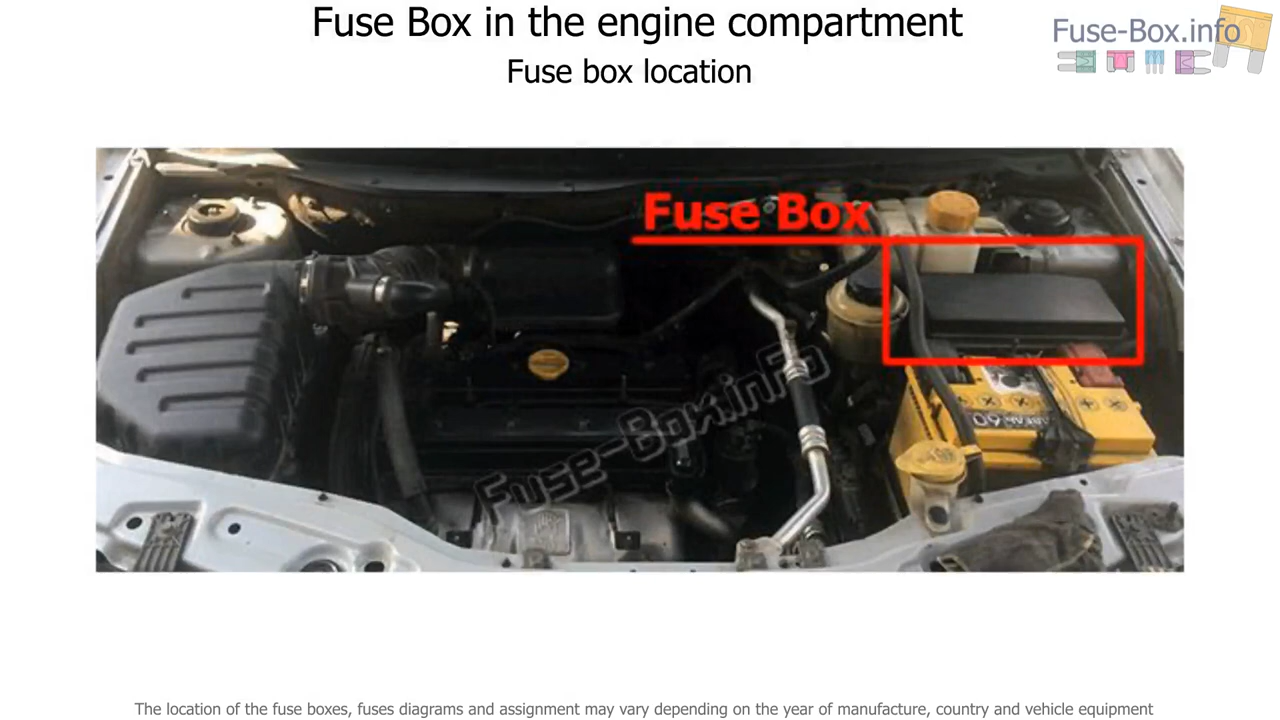 Fuse Box in the engine compartment
Fuse-Box.info
Fuse box location
Fuse Box
Fuse-Box.info
60
The location of the fuse boxes, fuses diagrams and assignment may vary depending on the year of manufacture, country and vehicle equipment